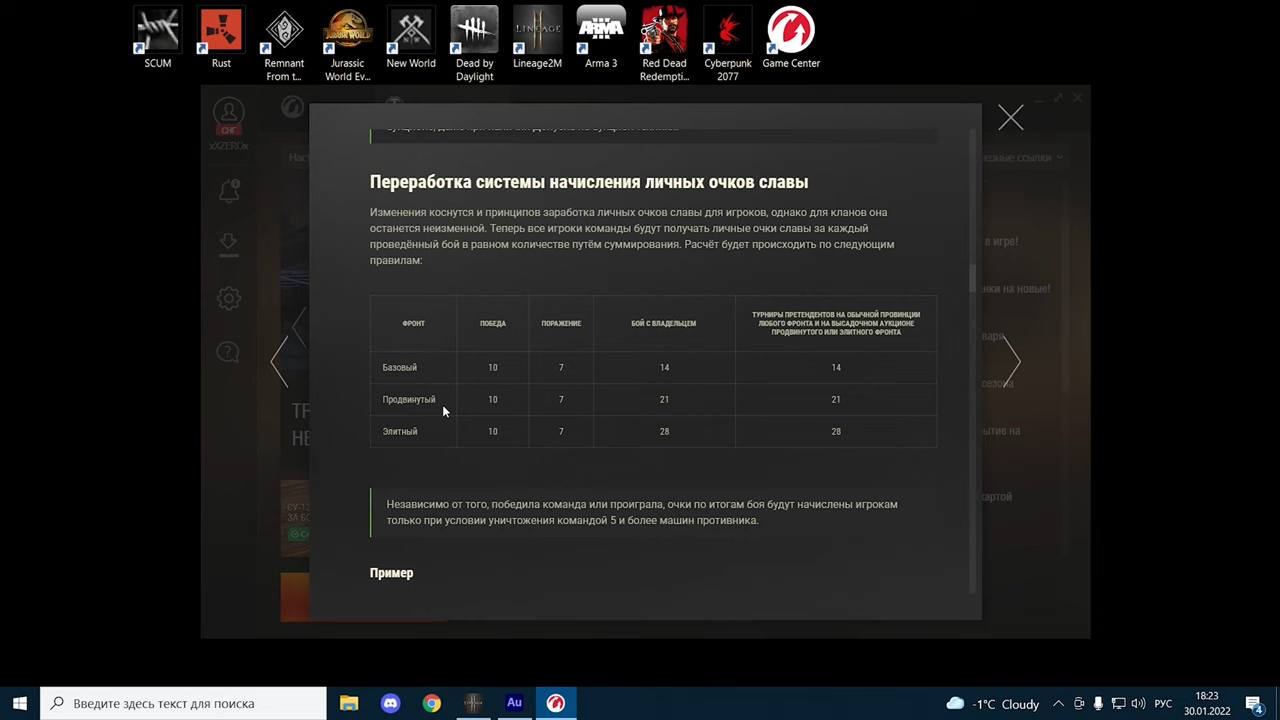 SCUM
Rust
Remnant
From t...
Jurassic
World Ev...
New World
Dead by
Daylight
Lineage2M
Arma 3
Red Dead
Redempti...
Cyberpunk
2077
Game Center
LINEAGE
ARMA
СНГ
xXZEROx
Переработка системы начисления личных очков славы
Изменения коснутся и принципов заработка личных очков славы для игроков, однако для кланов она
останется неизменной. Теперь все игроки команды будут получать личные очки славы за каждый
проведённый бой в равном количестве путём суммирования. Расчёт будет происходить по следующим
правилам:
ФРОНТ ПОБЕДА ПОРАЖЕНИЕ БОЙ С ВЛАДЕЛЬЦЕМ
ТУРНИРЫ ПРЕТЕНДЕНТОВ НА ОБЫЧНОЙ ПРОВИНЦИИ
ЛЮБОГО ФРОНТА И НА ВЫСАДОЧНОМ АУКЦИОНЕ
ПРОДВИНУТОГО ИЛИ ЭЛИТНОГО ФРОНТА
Базовый 10 7 14 14
Продвинутый 10 7 21 21
Элитный 10 7 28 28
Независимо от того, победила команда или проиграла, очки по итогам боя будут начислены игрокам
только при условии уничтожения командой 5 и более машин противника.
Пример
ссылки
в игре!
на новые!
сезона
картой
Введите здесь текст для поиска
Au
-1°C Cloudy
РУС
18:23
30.01.2022
4